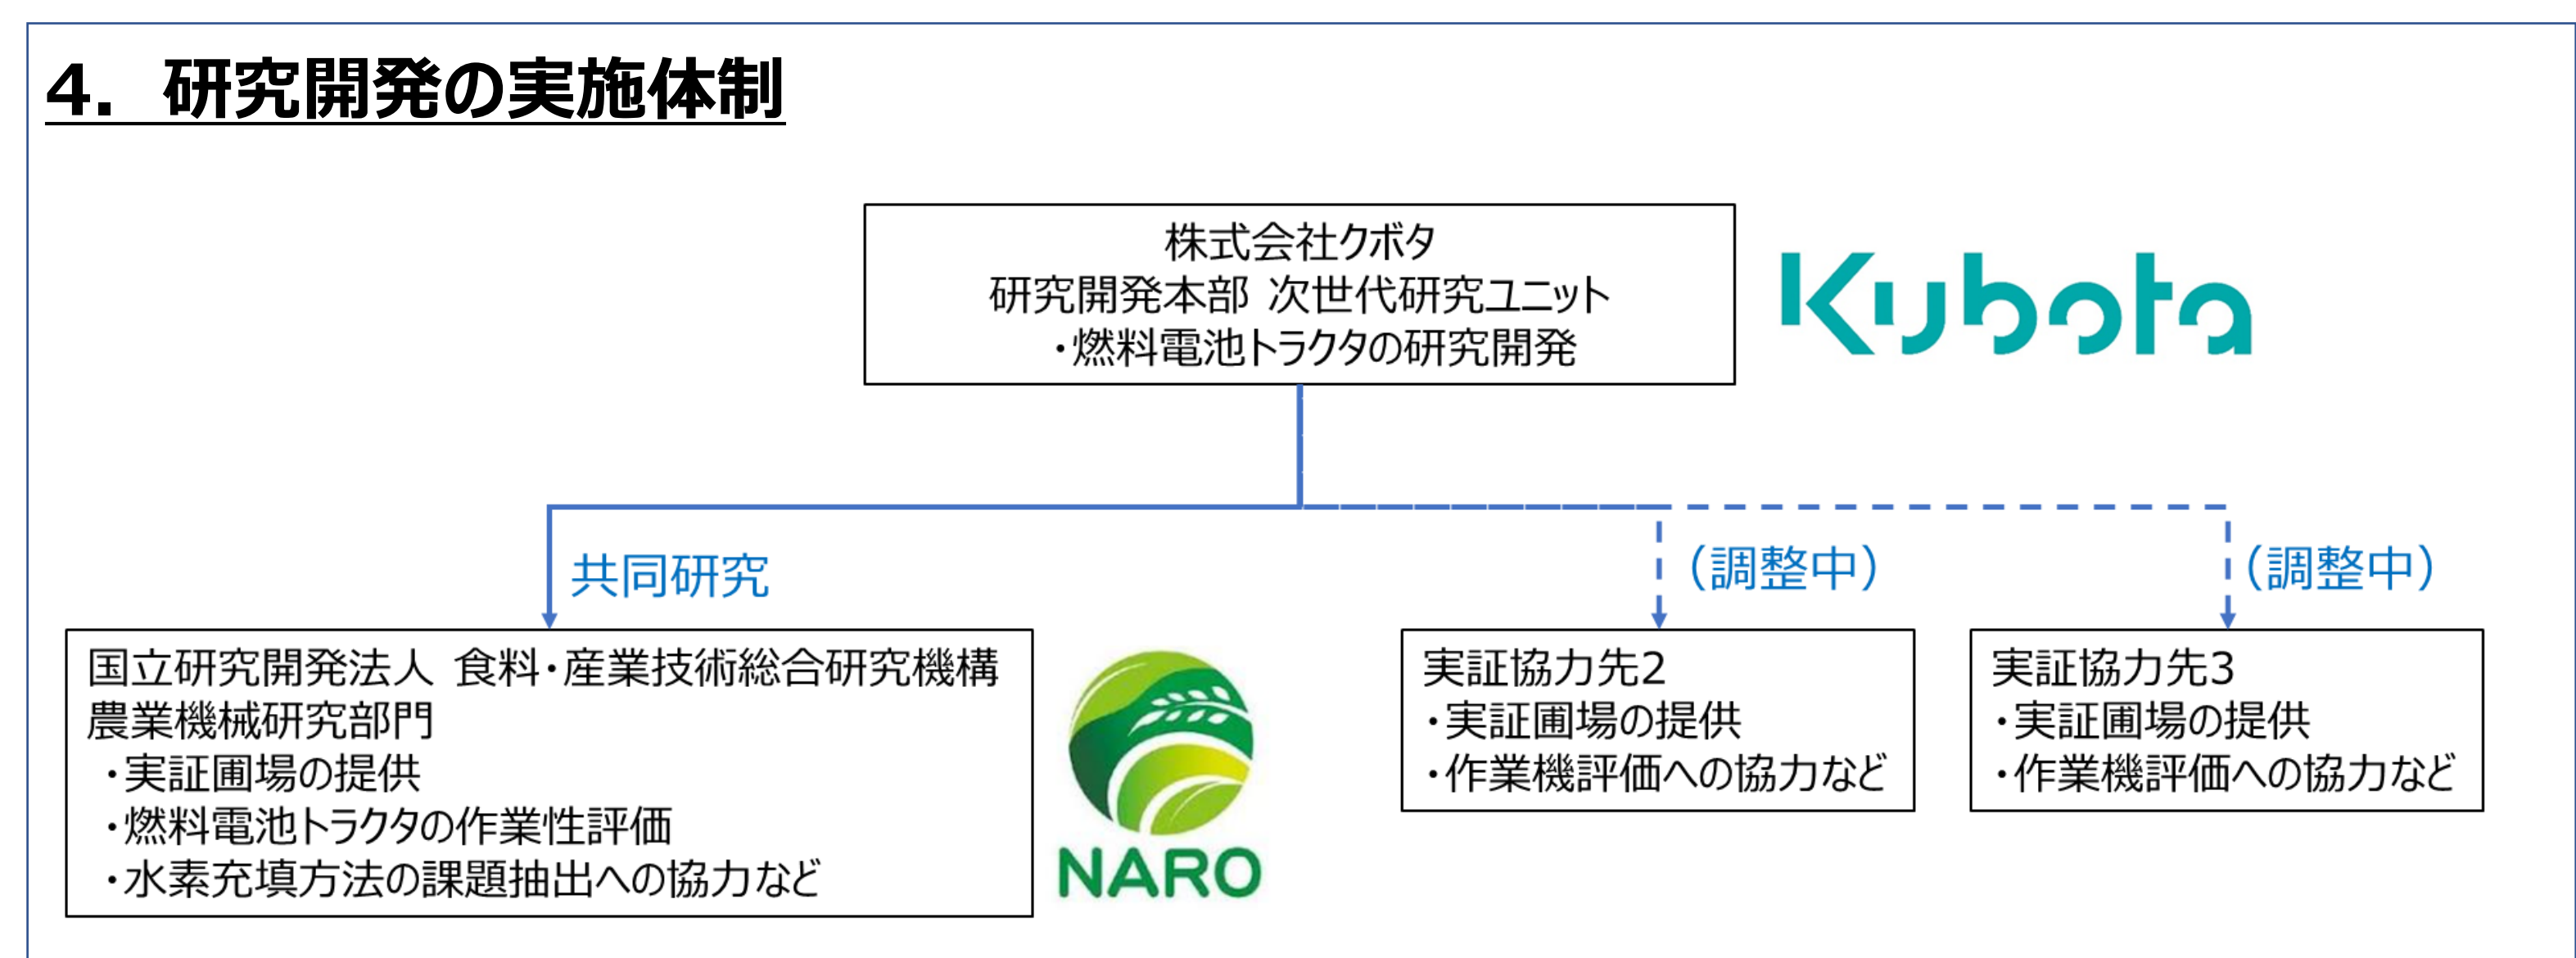 4. 研究開発の実施体制
株式会社クボタ
研究開発本部 次世代研究ユニット
・燃料電池トラクタの研究開発
Kubota
共同研究
（調整中）
（調整中）
国立研究開発法人 食料・産業技術総合研究機構
農業機械研究部門
・実証圃場の提供
・燃料電池トラクタの作業性評価
・水素充填方法の課題抽出への協力など
NARO
実証協力先2
・実証圃場の提供
・作業機評価への協力など
実証協力先3
・実証圃場の提供
・作業機評価への協力など